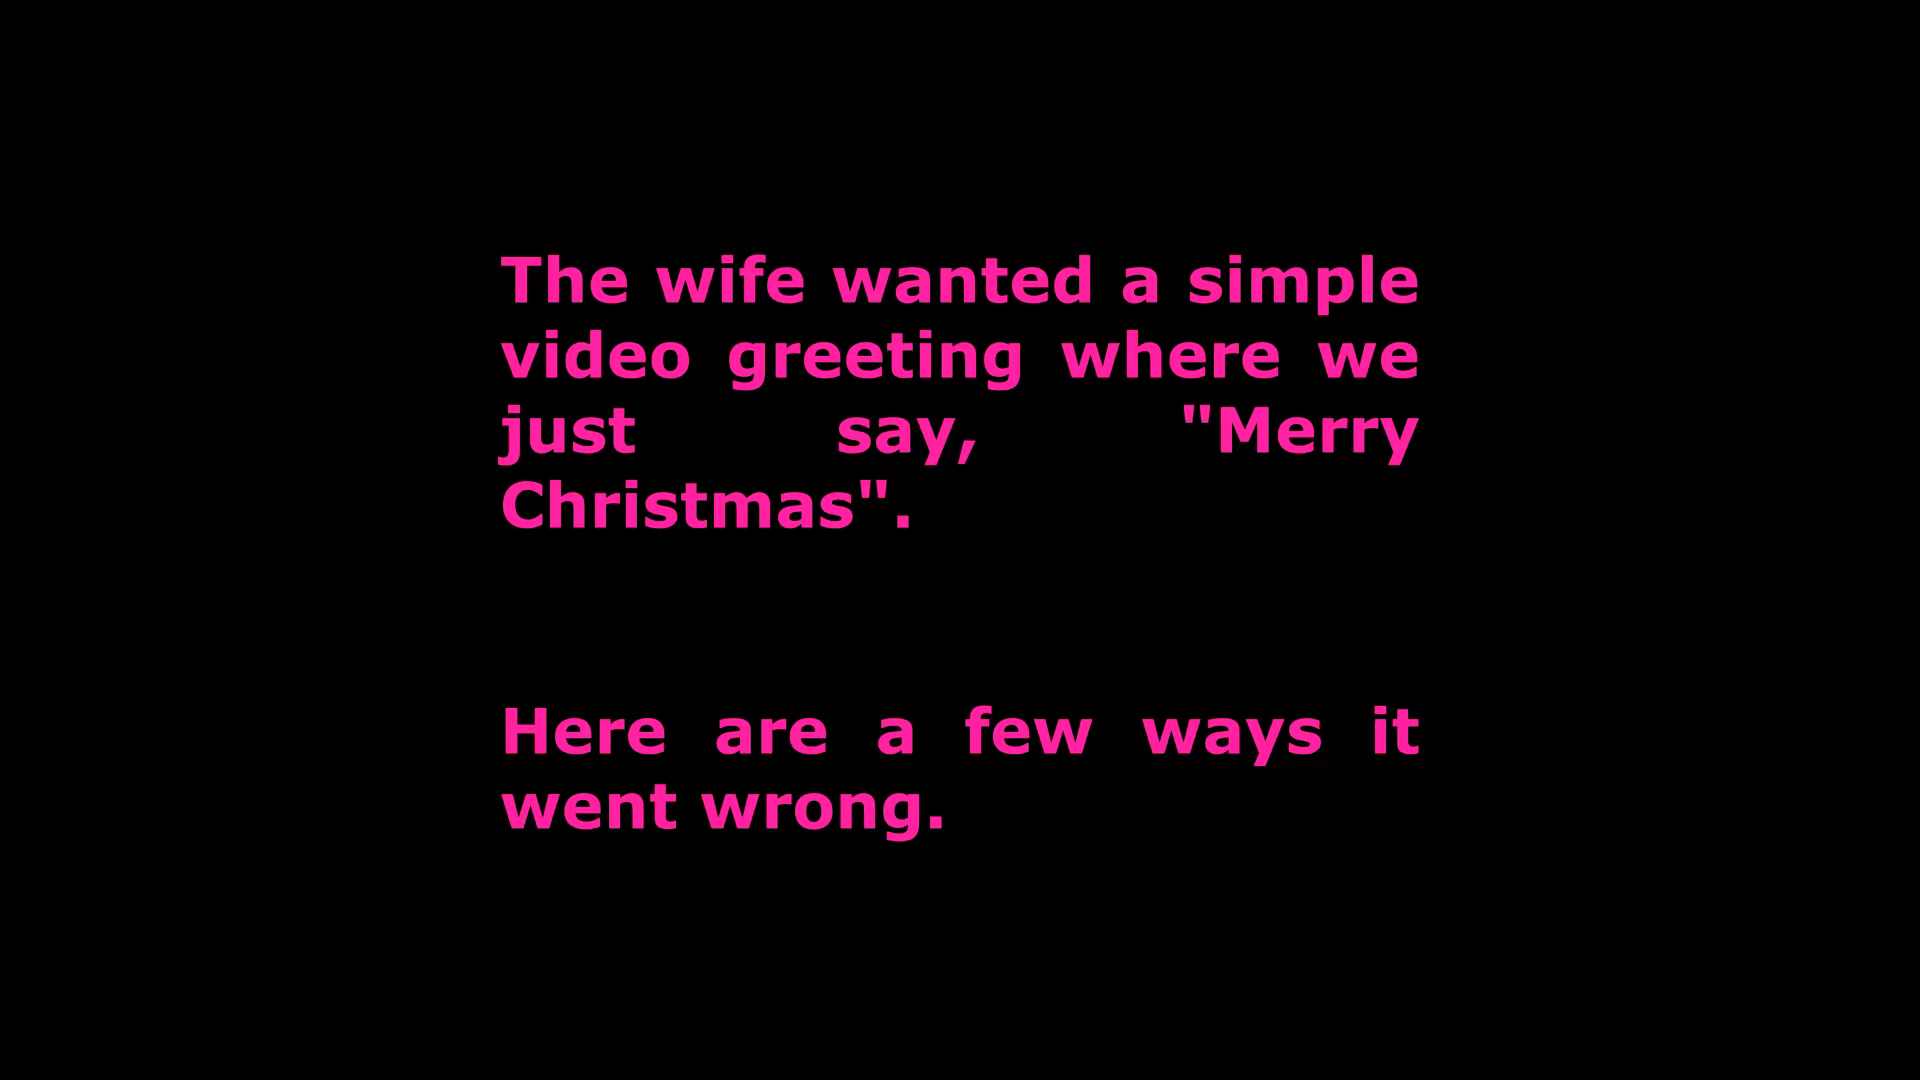 The wife wanted a simple
video greeting where we
just say, "Merry
Christmas".
Here are a few ways it
went wrong.